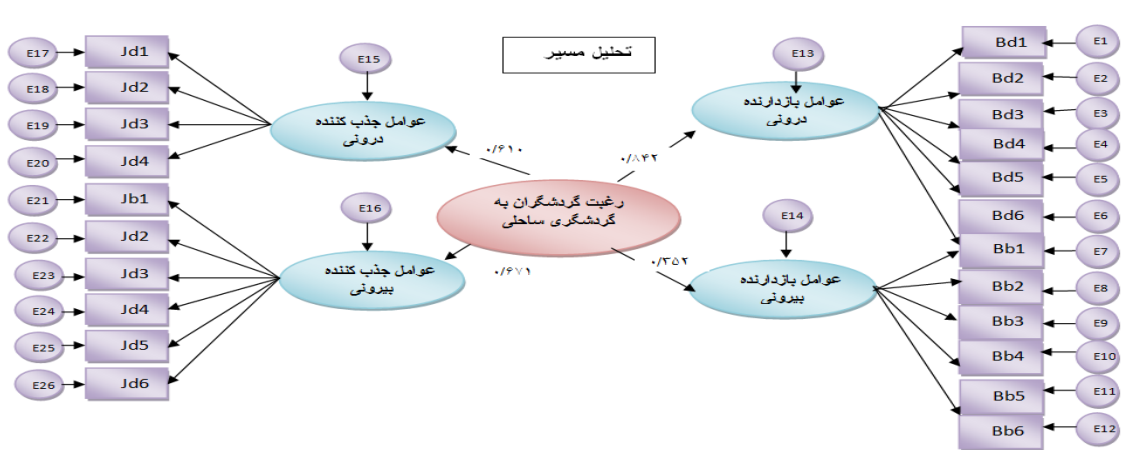 تحلیل مسیر
E17
Jd1
E18
Jd2
E19
Jd3
E20
Jd4
E21
Jb1
E22
Jd2
E23
Jd3
E24
Jd4
E25
Jd5
E26
Jd6
E15
عوامل جذب کننده
درونی
E16
عوامل جذب کننده
بیرونی
۰/۶۱۰
۰/۶۷۱
رغبت گردشگران به
گردشگری ساحلی
۰/۸۴۲
۰/۳۵۲
E13
عوامل بازدارنده
درونی
E14
عوامل بازدارنده
بیرونی
Bd1
E1
Bd2
E2
Bd3
E3
Bd4
E4
Bd5
E5
Bd6
E6
Bb1
E7
Bb2
E8
Bb3
E9
Bb4
E10
Bb5
E11
Bb6
E12